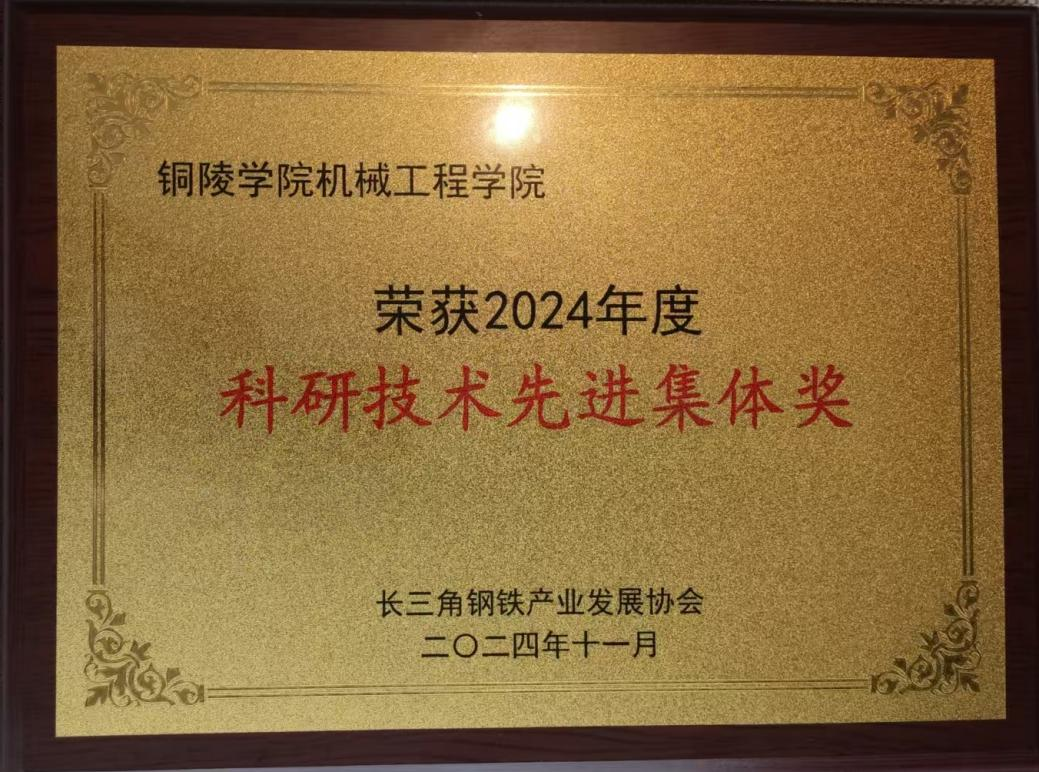 铜陵学院机械工程学院
荣获2024年度
科研技术先进集体奖
长三角钢铁产业发展协会
二〇二四年十一月